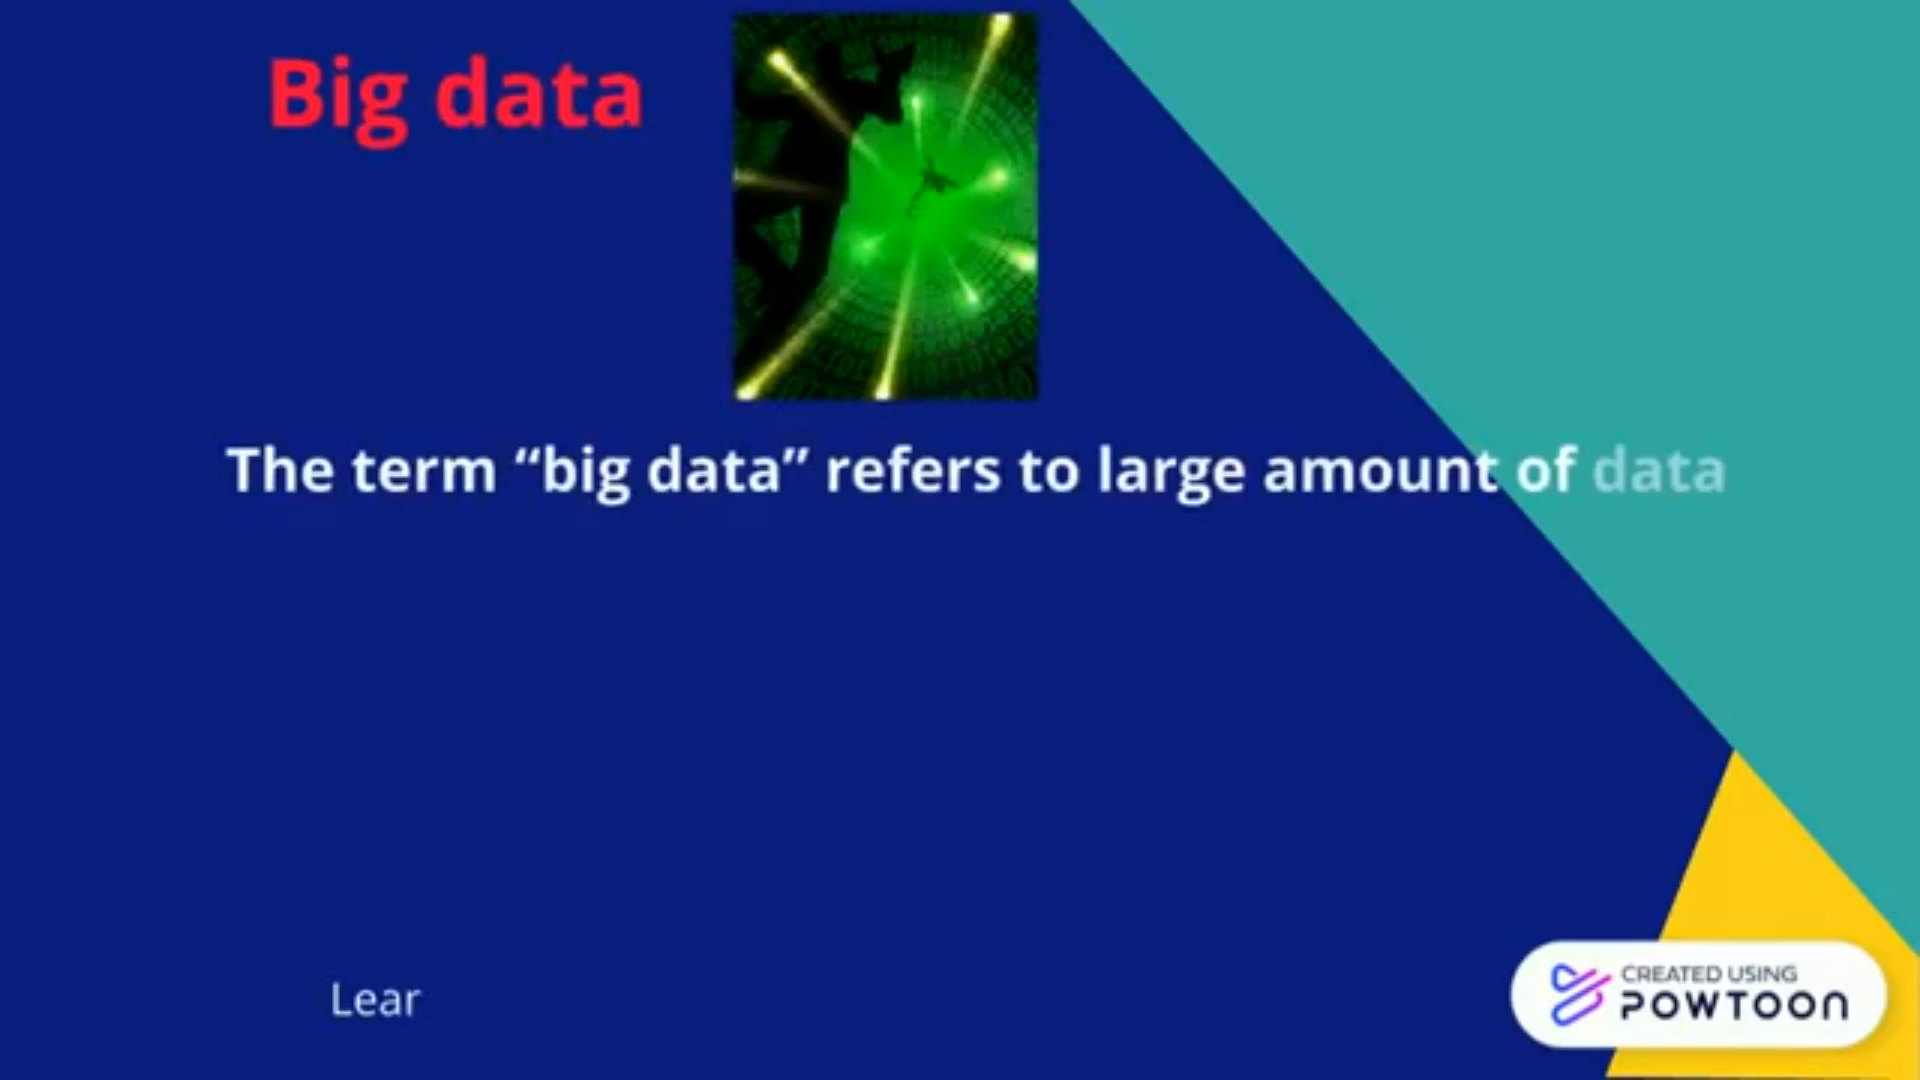 Big data
The term “big data” refers to large amount of data
Lear
CREATED USING
POWTOON